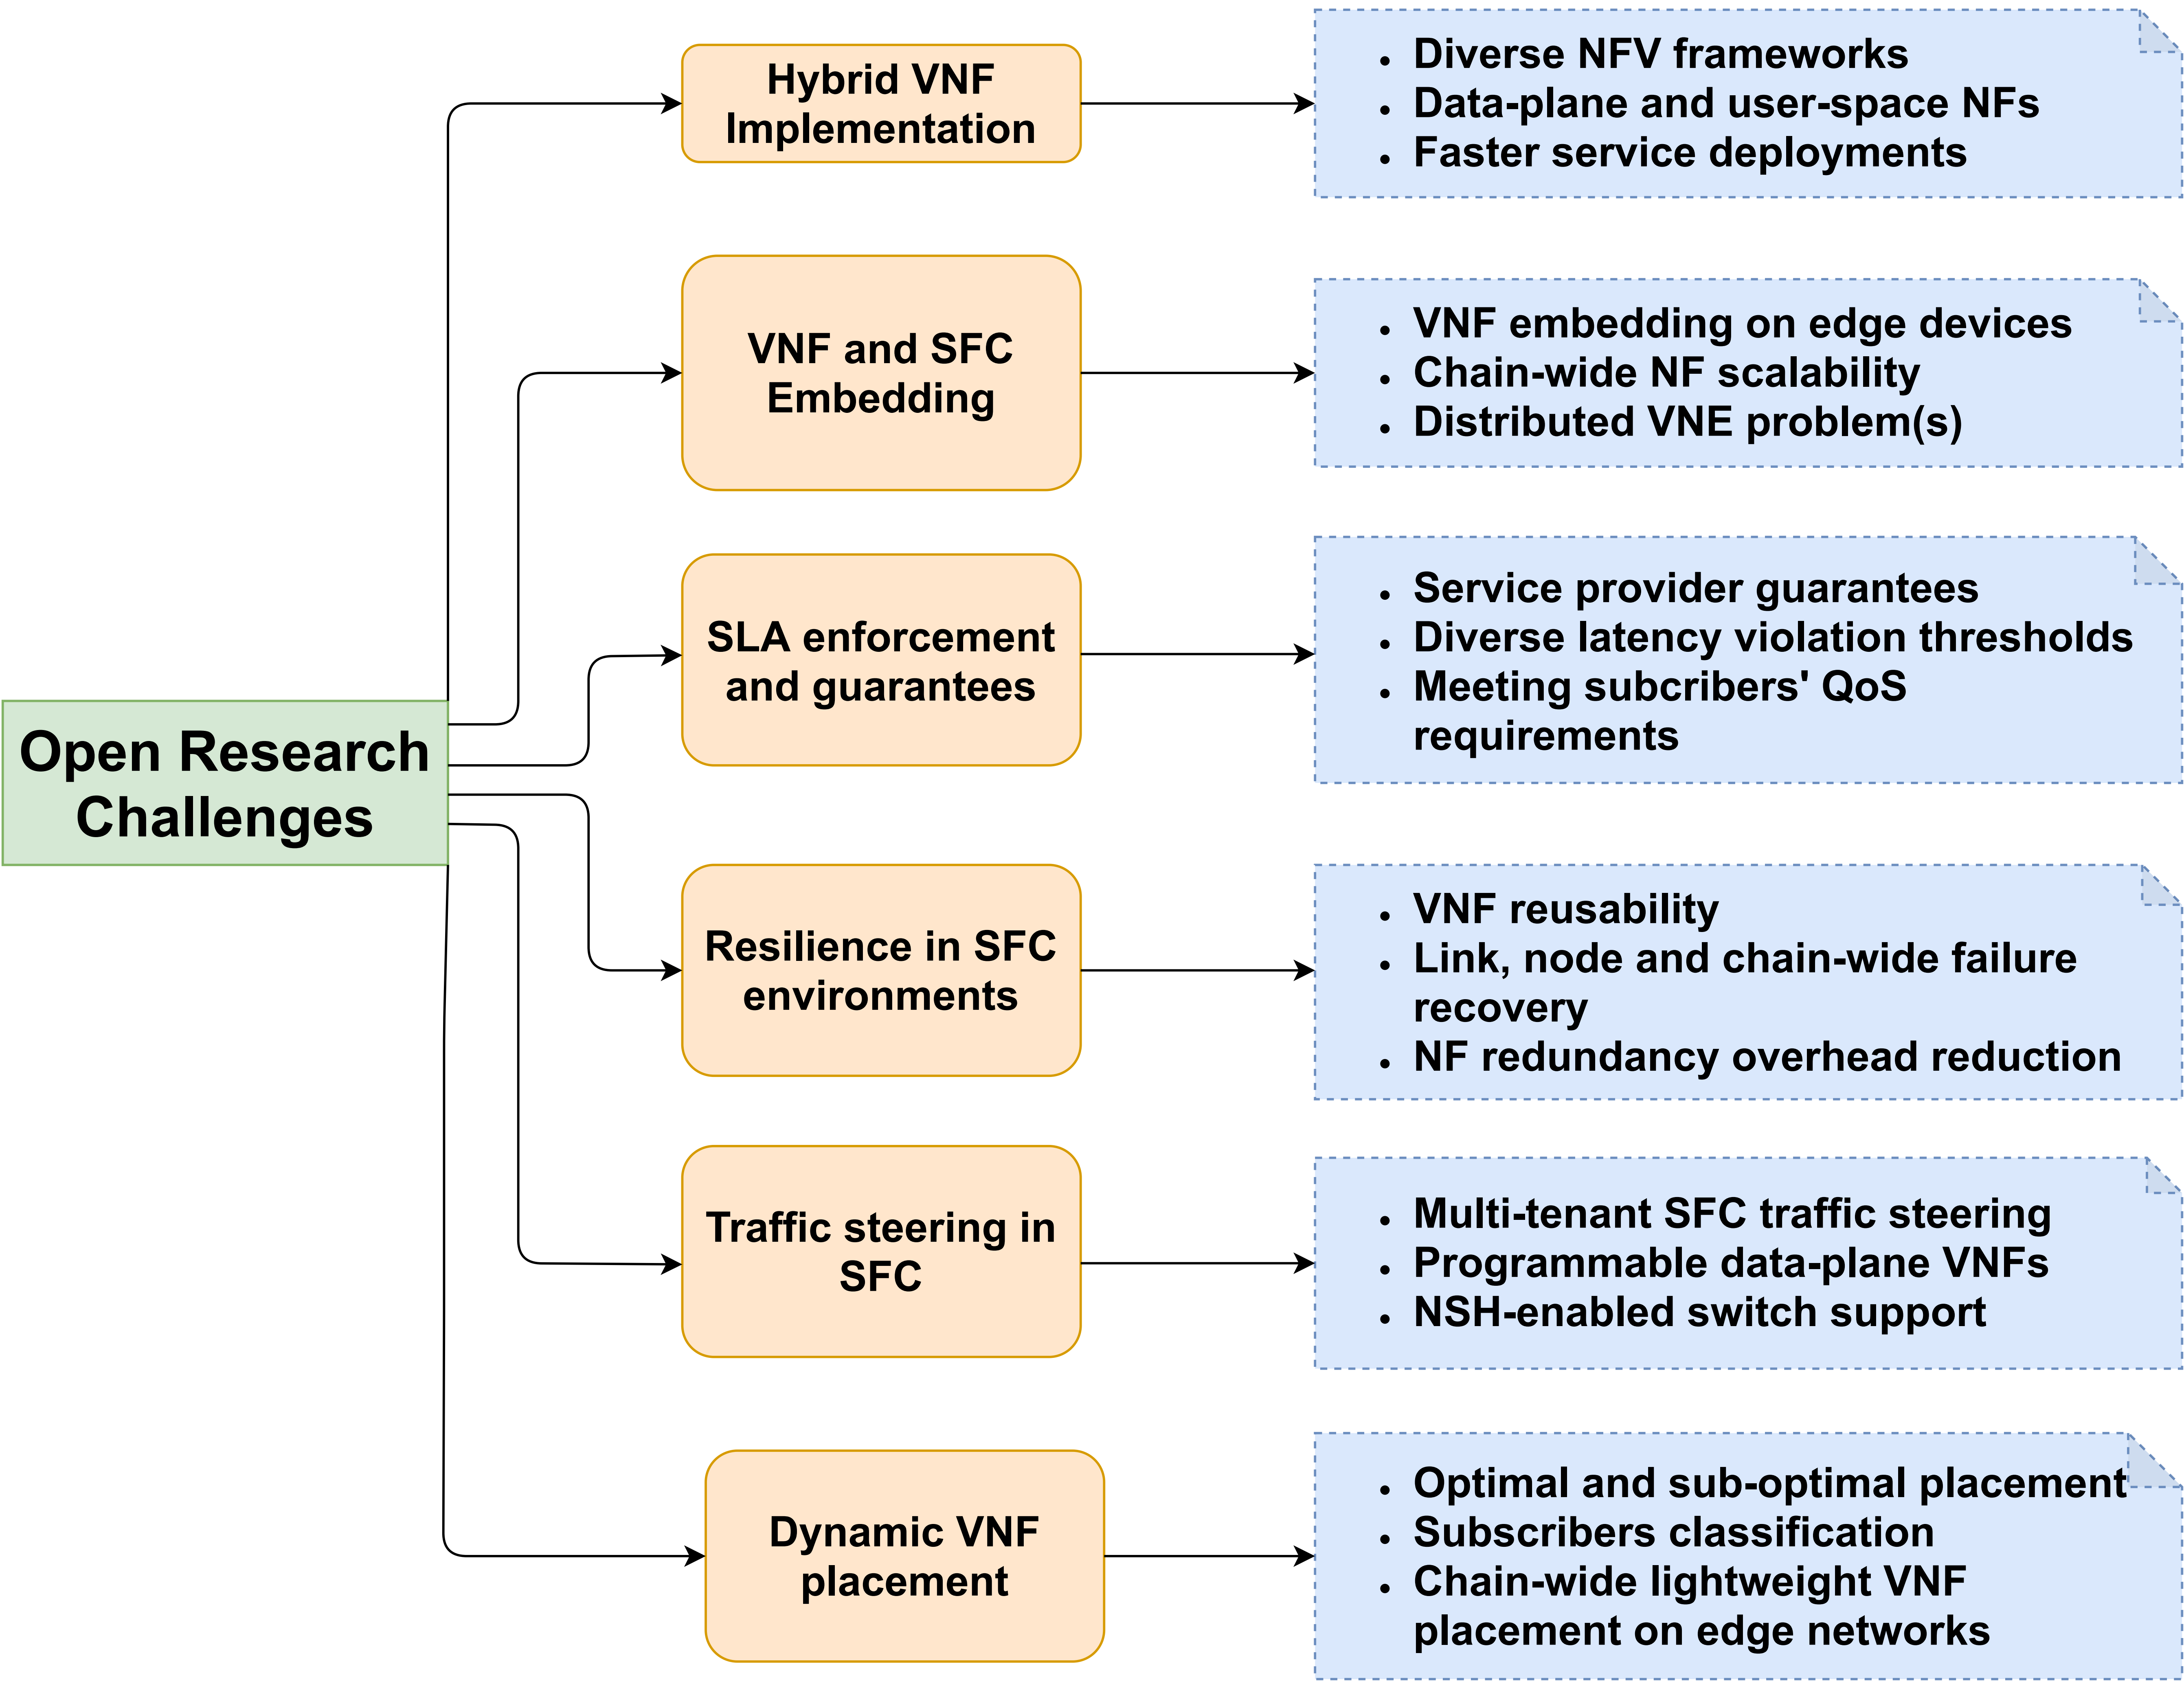 Open Research
Challenges
Hybrid VNF
Implementation
• Diverse NFV frameworks
• Data-plane and user-space NFs
• Faster service deployments
VNF and SFC
Embedding
• VNF embedding on edge devices
• Chain-wide NF scalability
• Distributed VNE problem(s)
SLA enforcement
and guarantees
• Service provider guarantees
• Diverse latency violation thresholds
• Meeting subcribers' QoS
requirements
Resilience in SFC
environments
• VNF reusability
• Link, node and chain-wide failure
recovery
• NF redundancy overhead reduction
Traffic steering in
SFC
• Multi-tenant SFC traffic steering
• Programmable data-plane VNFs
• NSH-enabled switch support
Dynamic VNF
placement
• Optimal and sub-optimal placement
• Subscribers classification
• Chain-wide lightweight VNF
placement on edge networks